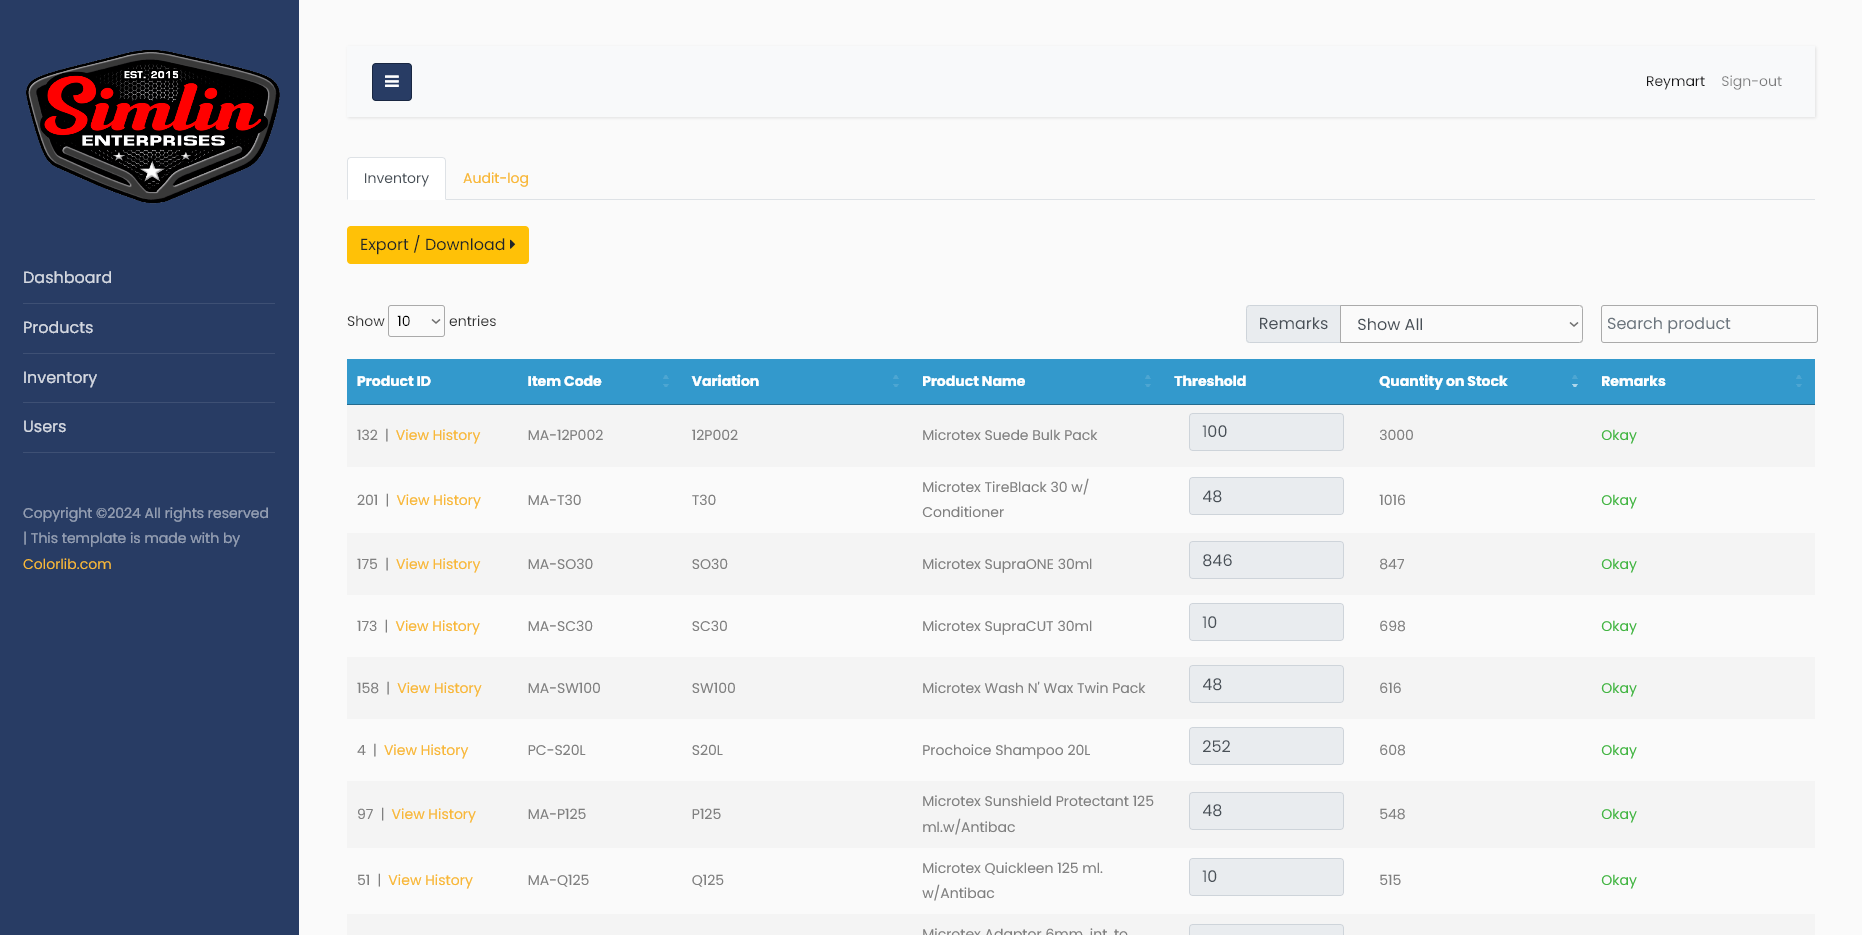 EST. 2015
Simlin
ENTERPRISES
Dashboard
Products
Inventory
Users
Copyright ©2024 All rights reserved
| This template is made with by
Colorlib.com
Reymart Sign-out
Inventory Audit-log
Export / Download
Show 10 entries Remarks Show All Search product
Product ID Item Code Variation Product Name Threshold Quantity on Stock Remarks
132 | View History MA-12P002 12P002 Microtex Suede Bulk Pack 100 3000 Okay
201 | View History MA-T30 T30 Microtex TireBlack 30 w/
Conditioner 48 1016 Okay
175 | View History MA-SO30 SO30 Microtex SupraONE 30ml 846 847 Okay
173 | View History MA-SC30 SC30 Microtex SupraCUT 30ml 10 698 Okay
158 | View History MA-SW100 SW100 Microtex Wash N' Wax Twin Pack 48 616 Okay
4 | View History PC-S20L S20L Prochoice Shampoo 20L 252 608 Okay
97 | View History MA-P125 P125 Microtex Sunshield Protectant 125
ml.w/Antibac 48 548 Okay
51 | View History MA-Q125 Q125 Microtex Quickleen 125 ml.
w/Antibac 10 515 Okay
Microtex Adaptor 6mm. int. to